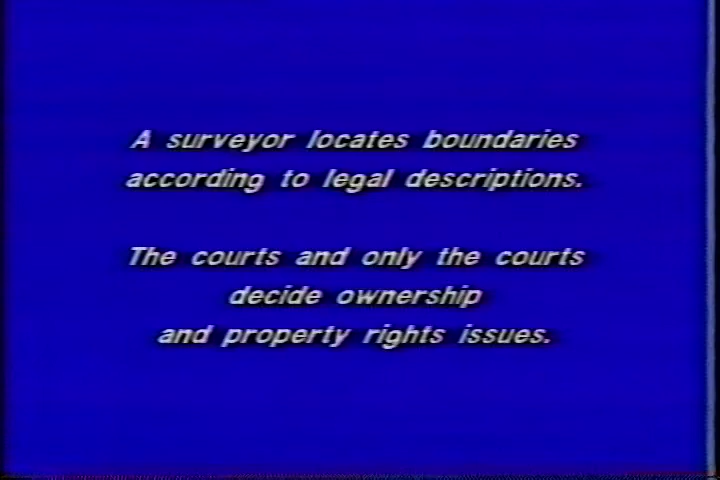 A surveyor locates boundaries
according to legal descriptions.
The courts and only the courts
decide ownership
and property rights issues.